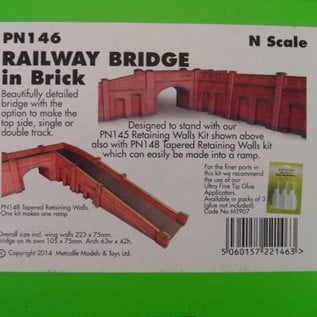 PN146
N Scale
RAILWAY BRIDGE
in Brick
Beautifully detailed
bridge with the
option to make the
top side, single or
double track.
Designed to stand with our
PN145 Retaining Walls Kit shown above
also with PN148 Tapered Retaining Walls kit
which can easily be made into a ramp.
For the finer parts in
this kit we recommend
the use of our
Ultra Fine Tip Glue
Applicators.
Available in packs of 3
(glue not included).
Code No MT907
PN148 Tapered Retaining Walls.
One kit makes one ramp
Overall size incl. wing walls 223 x 75mm.
Bridge on its own 105 x 75mm Arch 63w x 42h.
© Copyright 2014 Metcalfe Models & Toys Ltd.
5 060157 221463 >